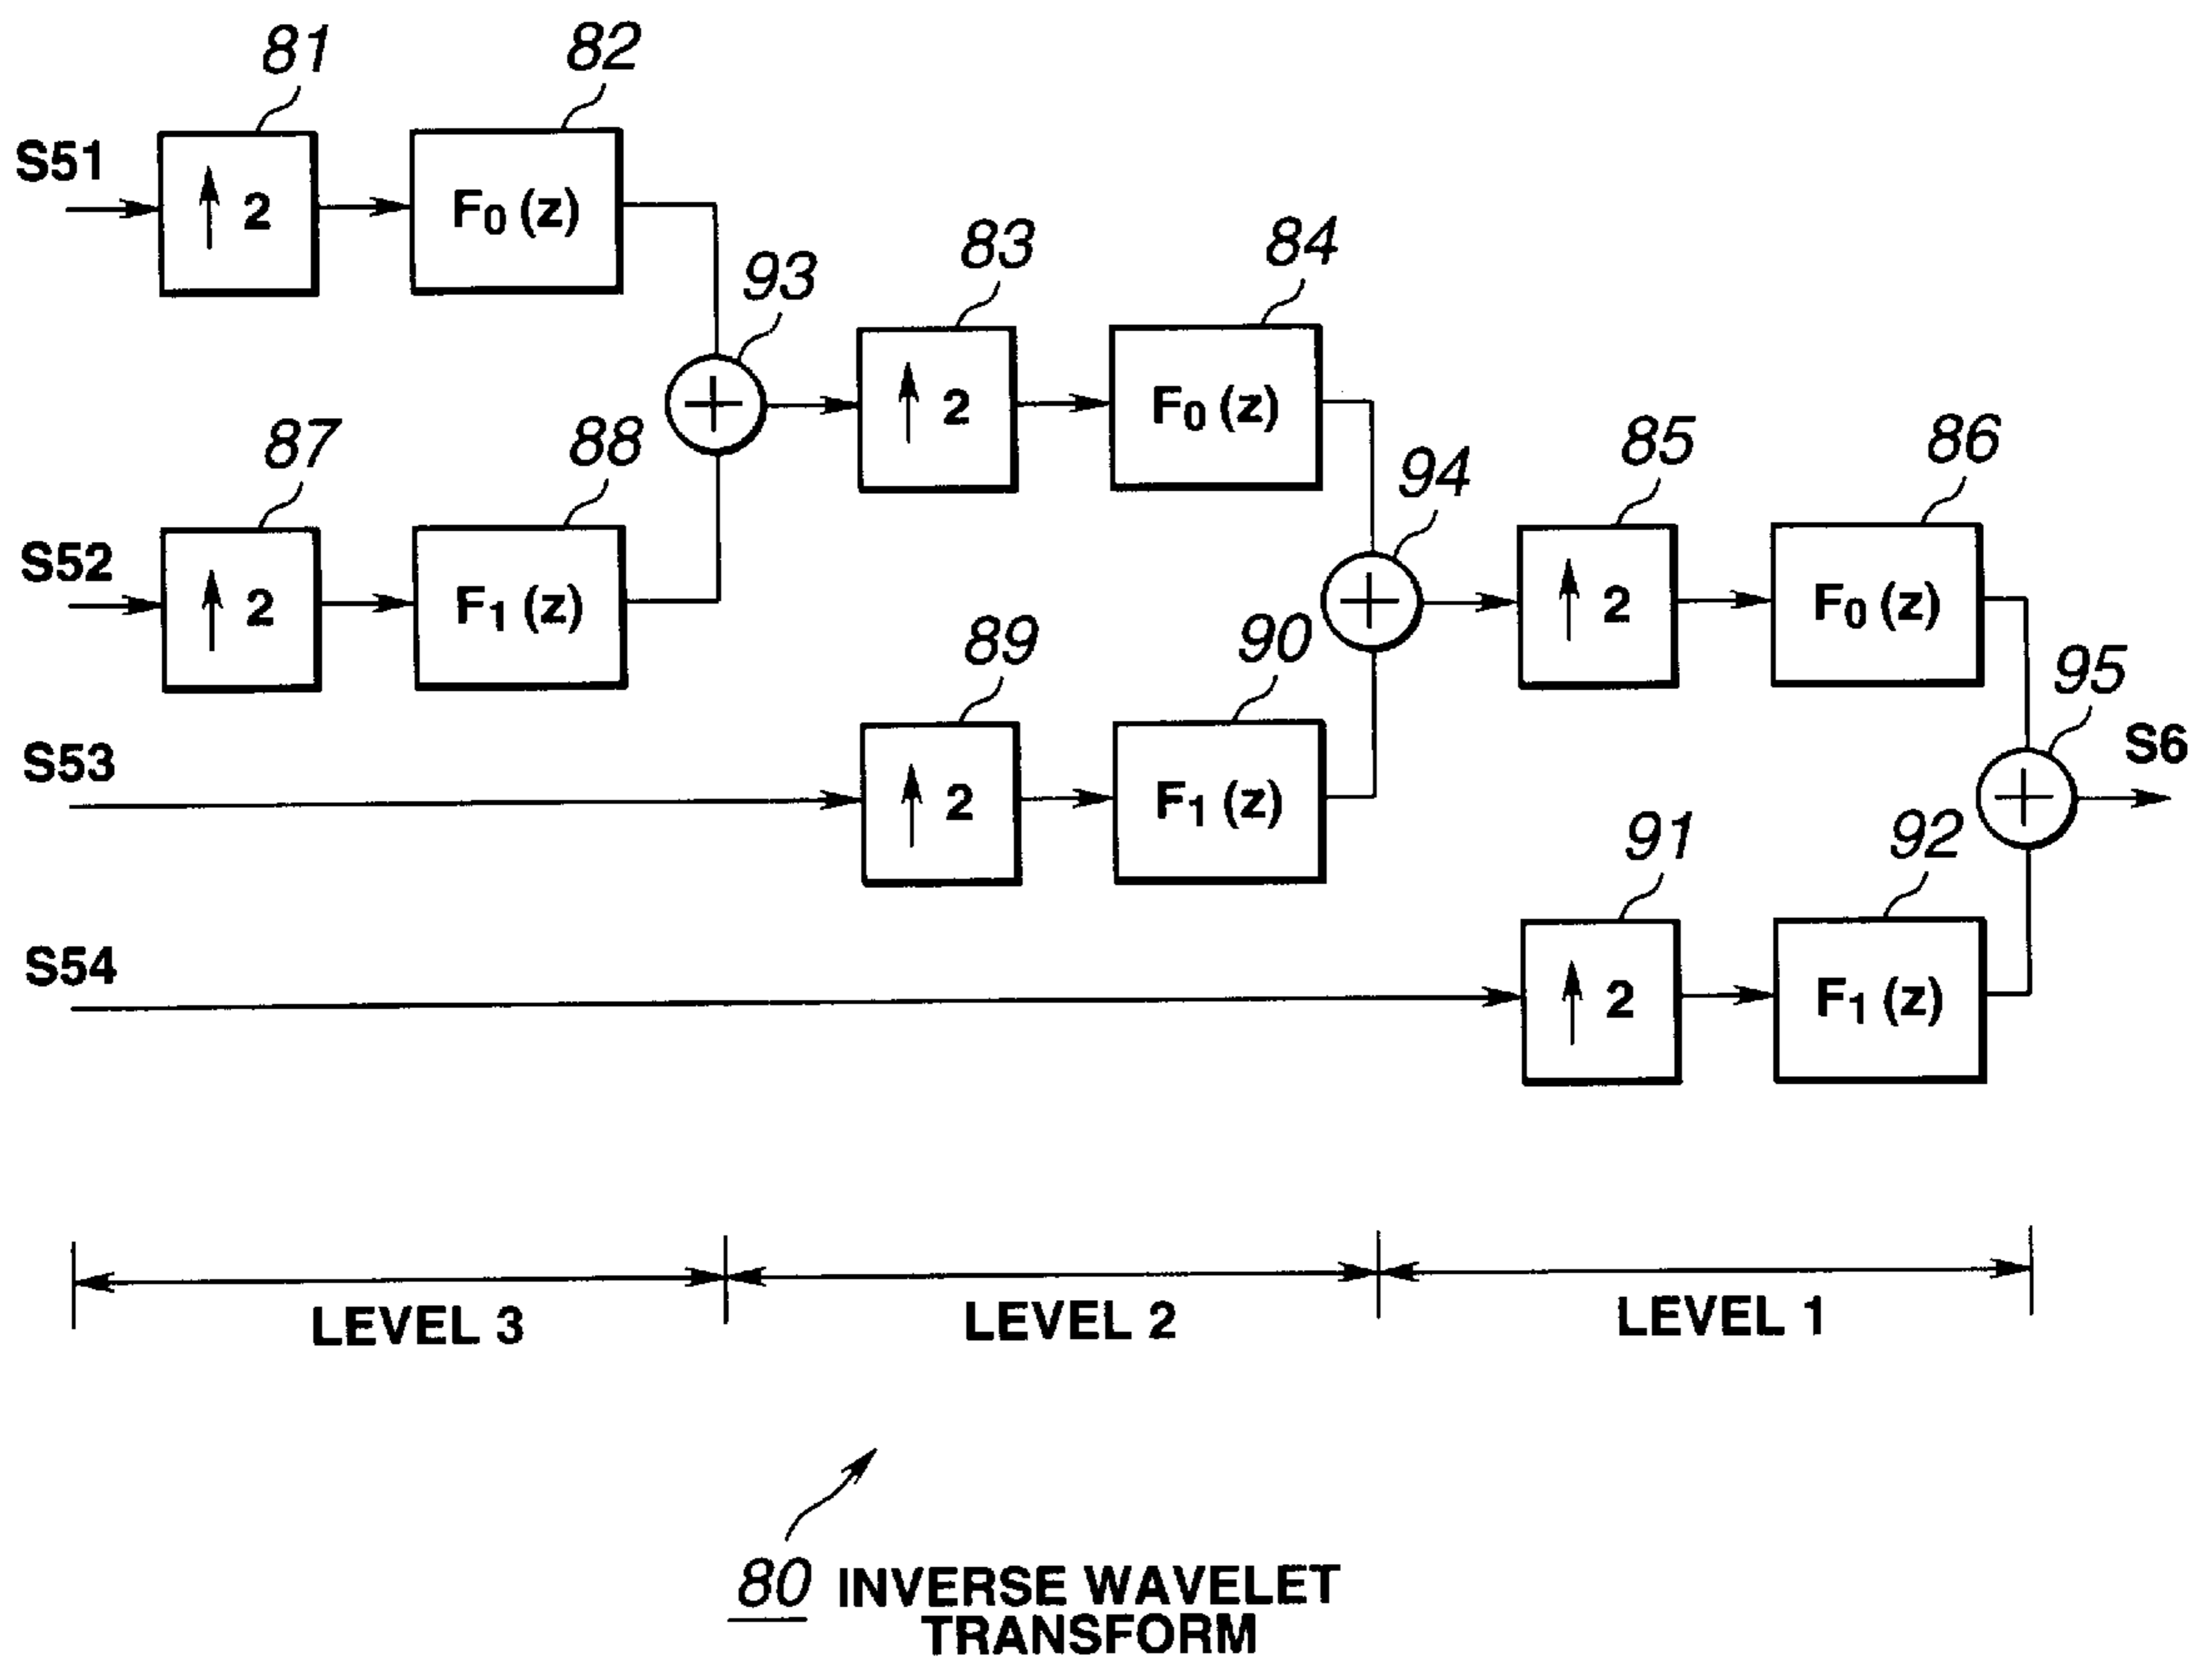 81
82
S51
↑ 2
F₀ (z)
93
83
84
↑ 2
F₀ (z)
87
88
S52
↑ 2
F₁ (z)
94
85
86
↑ 2
F₀ (z)
89
90
S53
↑ 2
F₁ (z)
95
S6
91
92
S54
↑ 2
F₁ (z)
LEVEL 3
LEVEL 2
LEVEL 1
80 INVERSE WAVELET
TRANSFORM